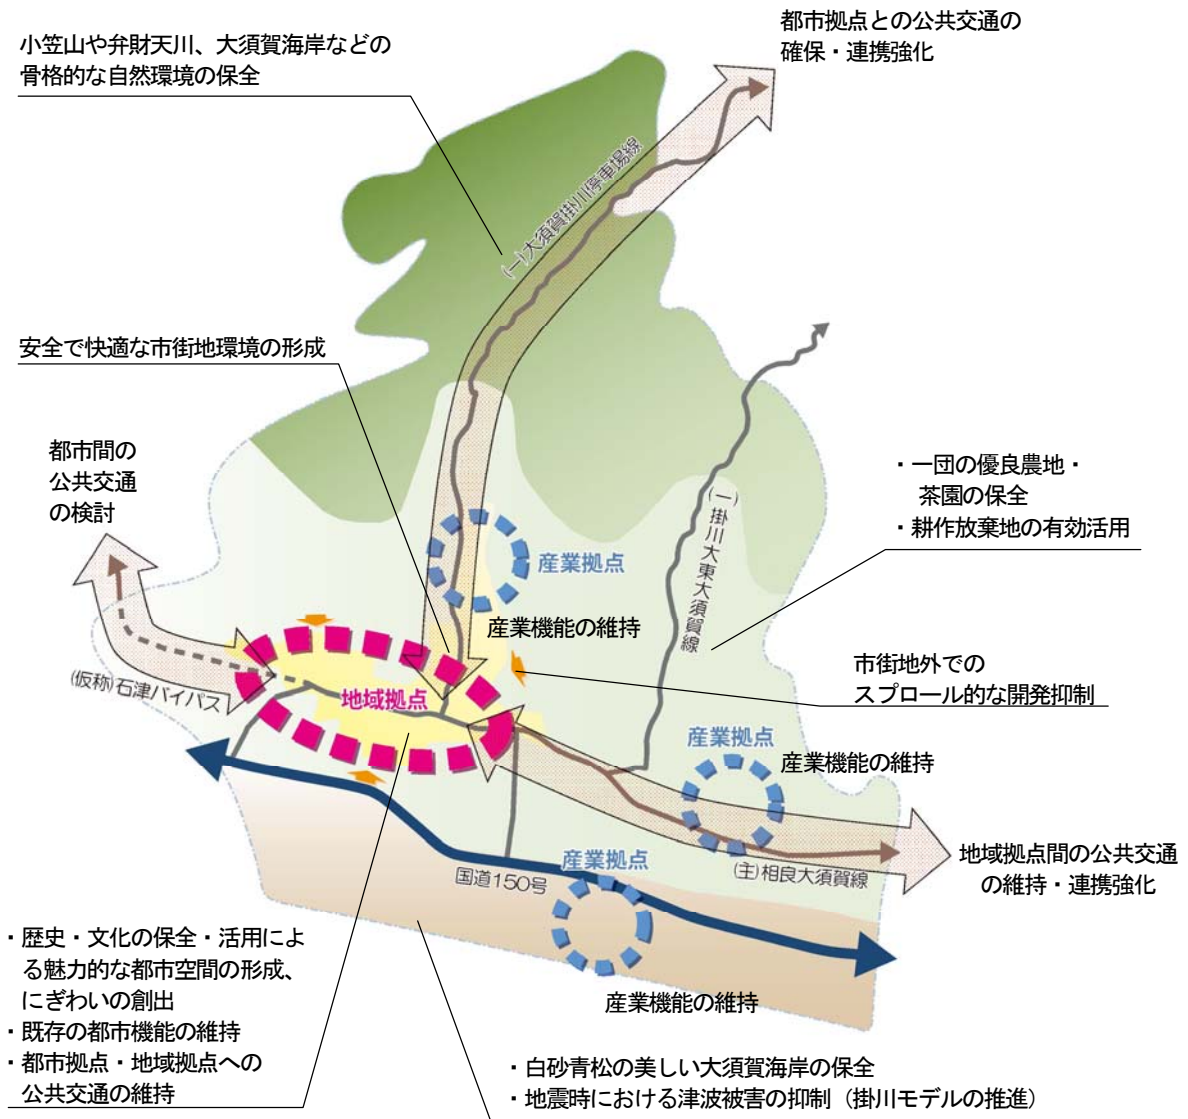 都市拠点との公共交通の
確保・連携強化
小笠山や弁財天川、大須賀海岸などの
骨格的な自然環境の保全
(一)大須賀掛川停車場線
安全で快適な市街地環境の形成
都市間の
公共交通
の検討
・一団の優良農地・
茶園の保全
・耕作放棄地の有効活用
(一)掛川大東大須賀線
産業拠点
産業機能の維持
市街地外での
スプロール的な開発抑制
(仮称)石津バイパス
地域拠点
産業拠点
産業機能の維持
地域拠点間の公共交通
の維持・連携強化
(主)相良大須賀線
産業拠点
国道150号
産業機能の維持
・歴史・文化の保全・活用によ
る魅力的な都市空間の形成、
にぎわいの創出
・既存の都市機能の維持
・都市拠点・地域拠点への
公共交通の維持
・白砂青松の美しい大須賀海岸の保全
・地震時における津波被害の抑制（掛川モデルの推進）